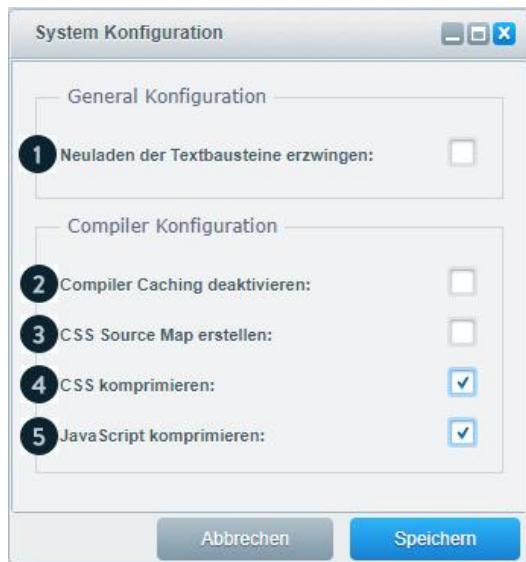 System Konfiguration
General Konfiguration
1 Neuladen der Textbausteine erzwingen:
Compiler Konfiguration
2 Compiler Caching deaktivieren:
3 CSS Source Map erstellen:
4 CSS komprimieren:
5 JavaScript komprimieren:
Abbrechen Speichern